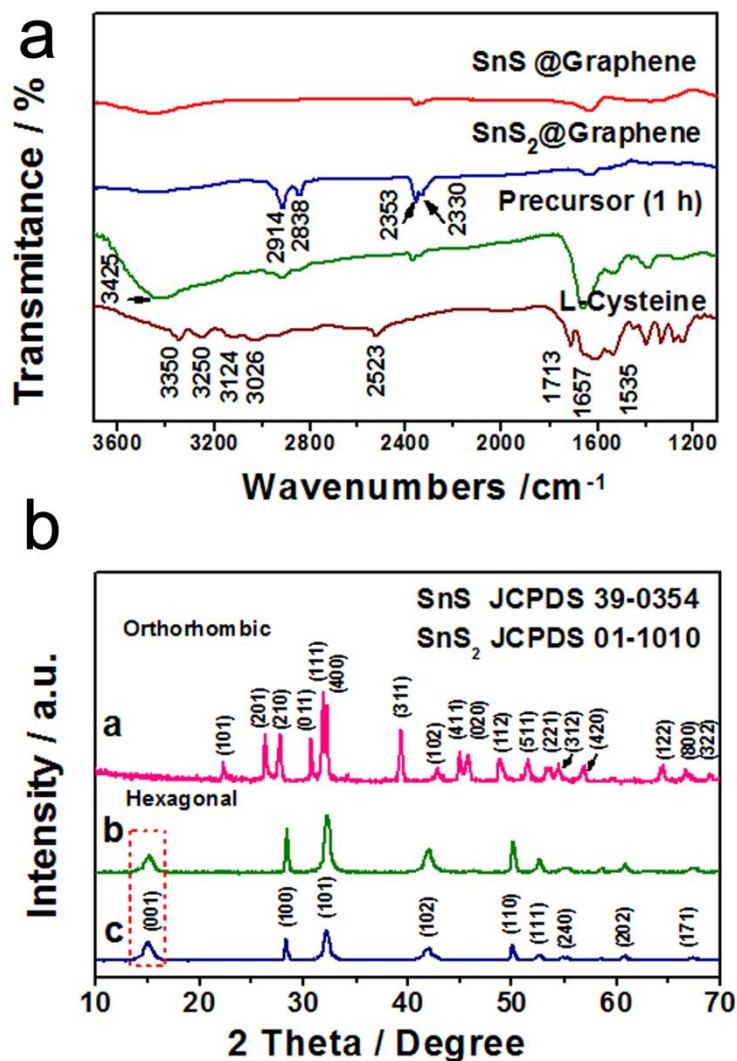 a
SnS @Graphene
SnS₂@Graphene
Precursor (1 h)
L-Cysteine
2914
2838
2353
2330
3425
3350
3250
3124
3026
2523
1713
1657
1535
Transmitance / %
3600 3200 2800 2400 2000 1600 1200
Wavenumbers /cm⁻¹
b
SnS JCPDS 39-0354
SnS₂ JCPDS 01-1010
Orthorhombic
a
(101)
(201)
(210)
(011)
(111)
(400)
(311)
(102)
(411)
(020)
(112)
(511)
(221)
(312)
(420)
(122)
(800)
(322)
Hexagonal
b
c
(001)
(100)
(101)
(102)
(110)
(111)
(240)
(202)
(171)
Intensity / a.u.
10 20 30 40 50 60 70
2 Theta / Degree